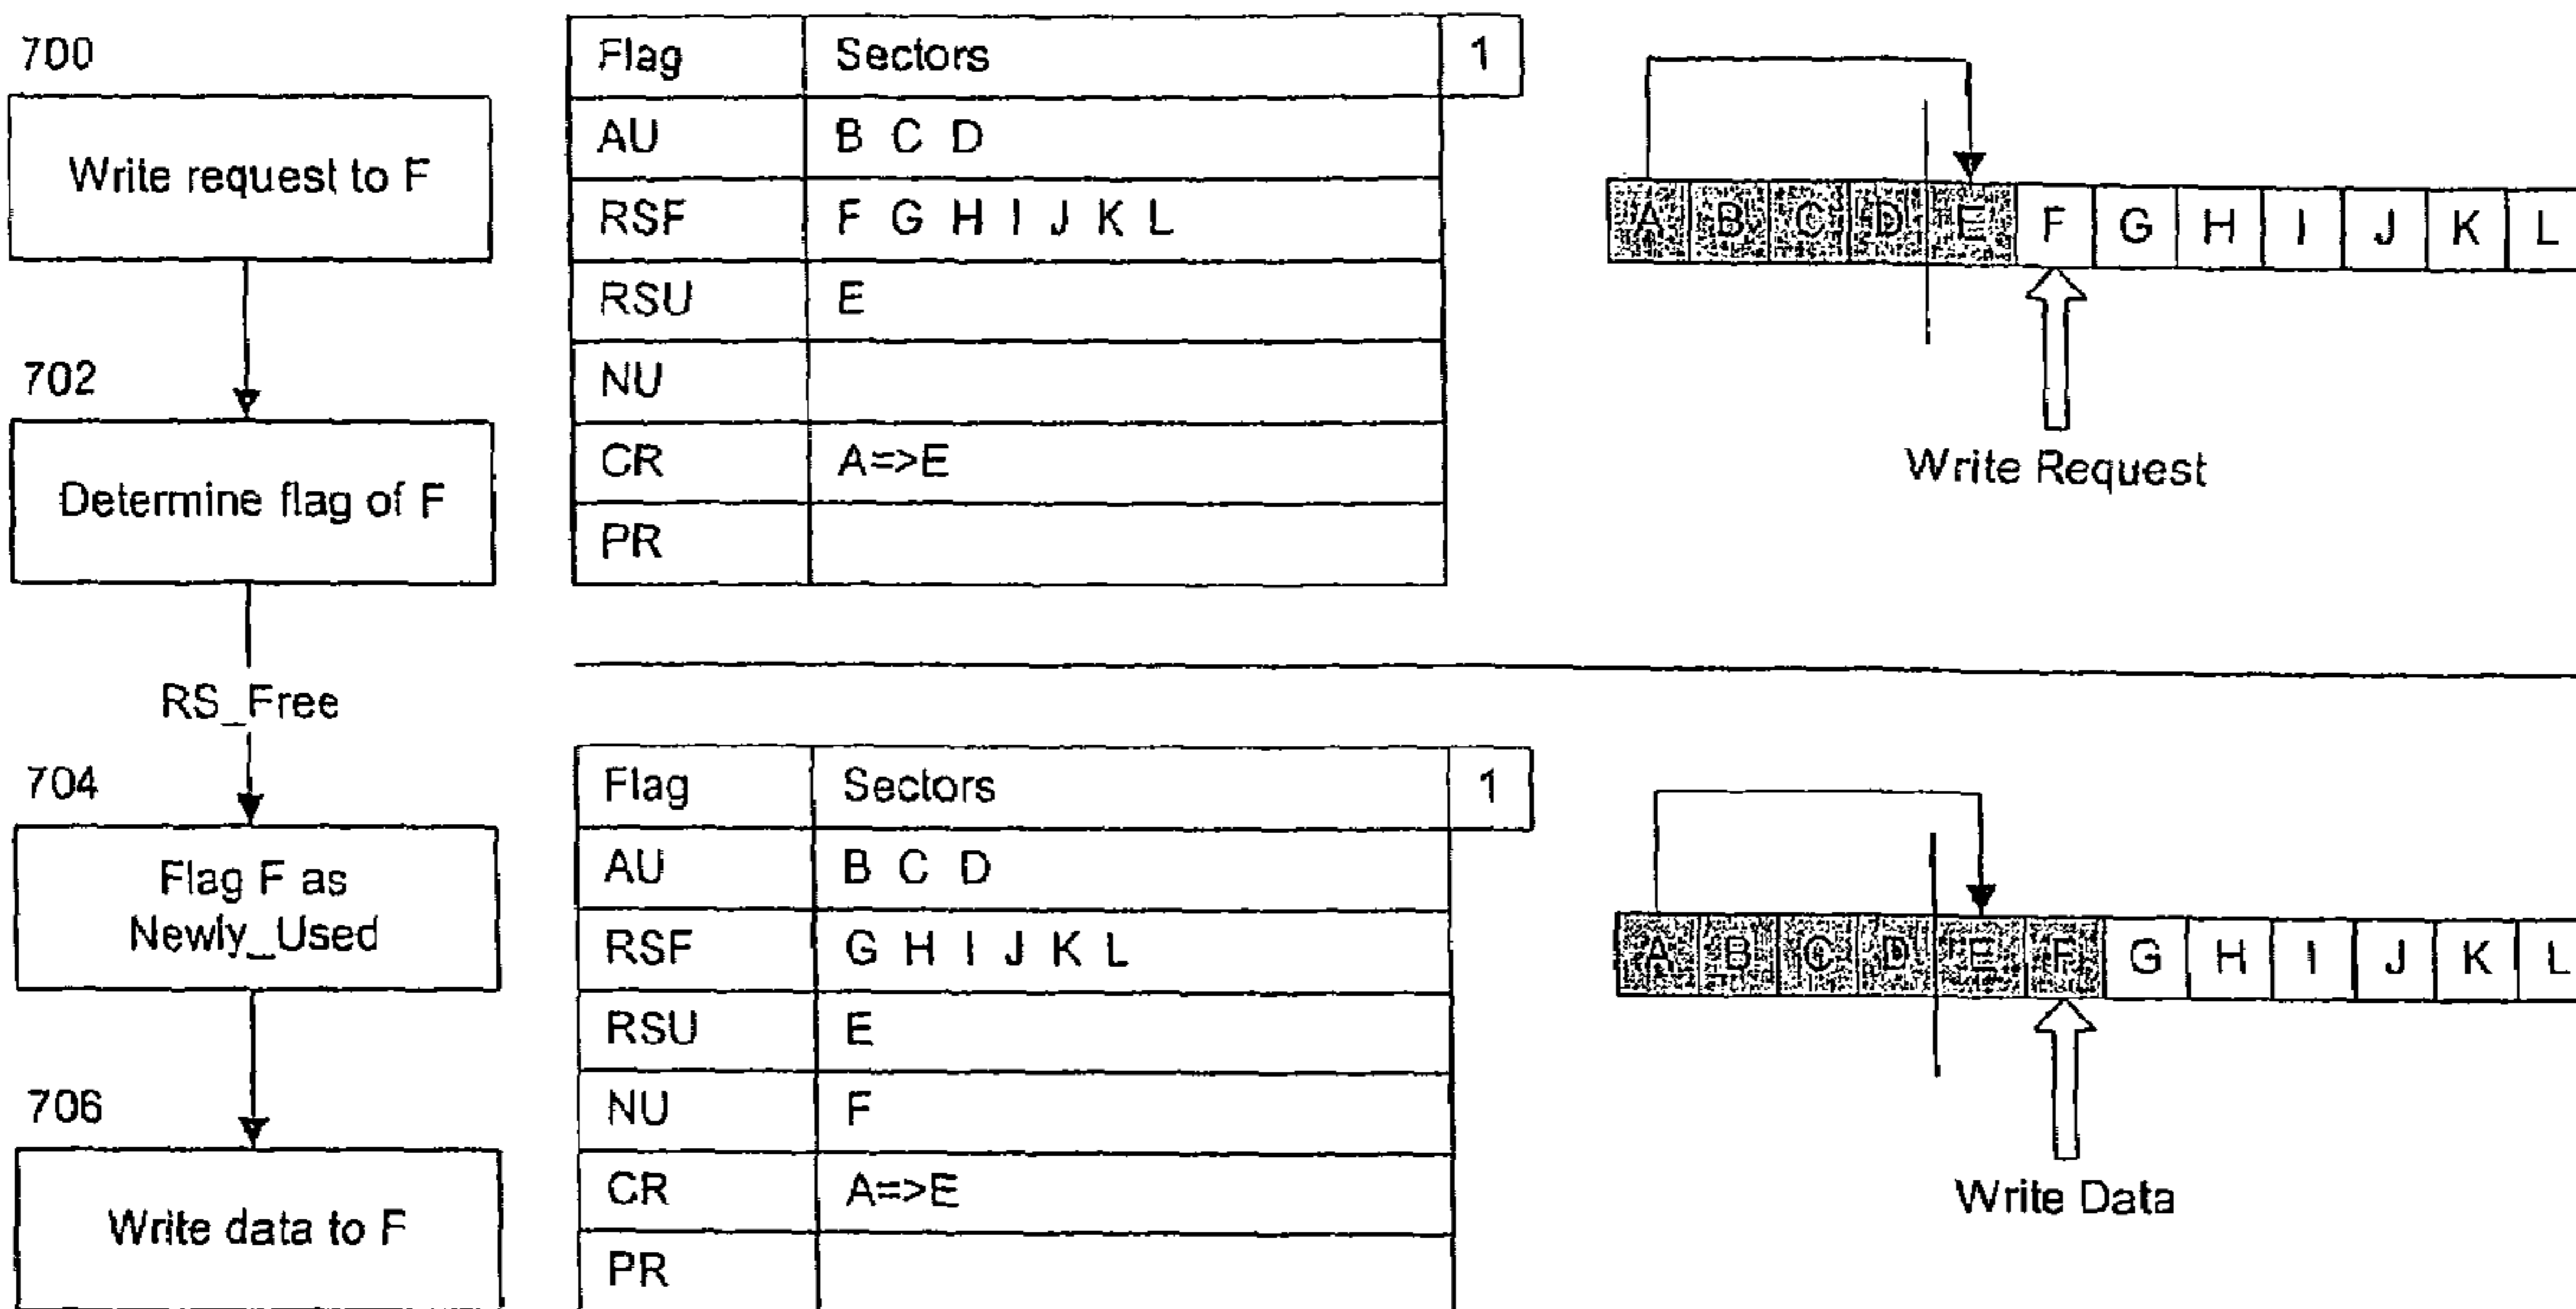 700
Write request to F
702
Determine flag of F
RS_Free
704
Flag F as
Newly_Used
706
Write data to F
Flag Sectors 1
AU B C D
RSF F G H I J K L
RSU E
NU
CR A=>E
PR
A B C D E F G H I J K L
Write Request
Flag Sectors 1
AU B C D
RSF G H I J K L
RSU E
NU F
CR A=>E
PR
A B C D E F G H I J K L
Write Data